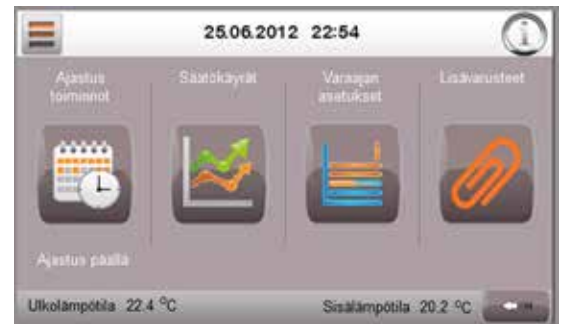 25.06.2012 22:54
Ajastus
toiminnot
Säätökäyrät
Varaajan
asetukset
Lisävarusteet
Ajastus päällä
Ulkolämpötila 22.4 °C
Sisälämpötila 20.2 °C